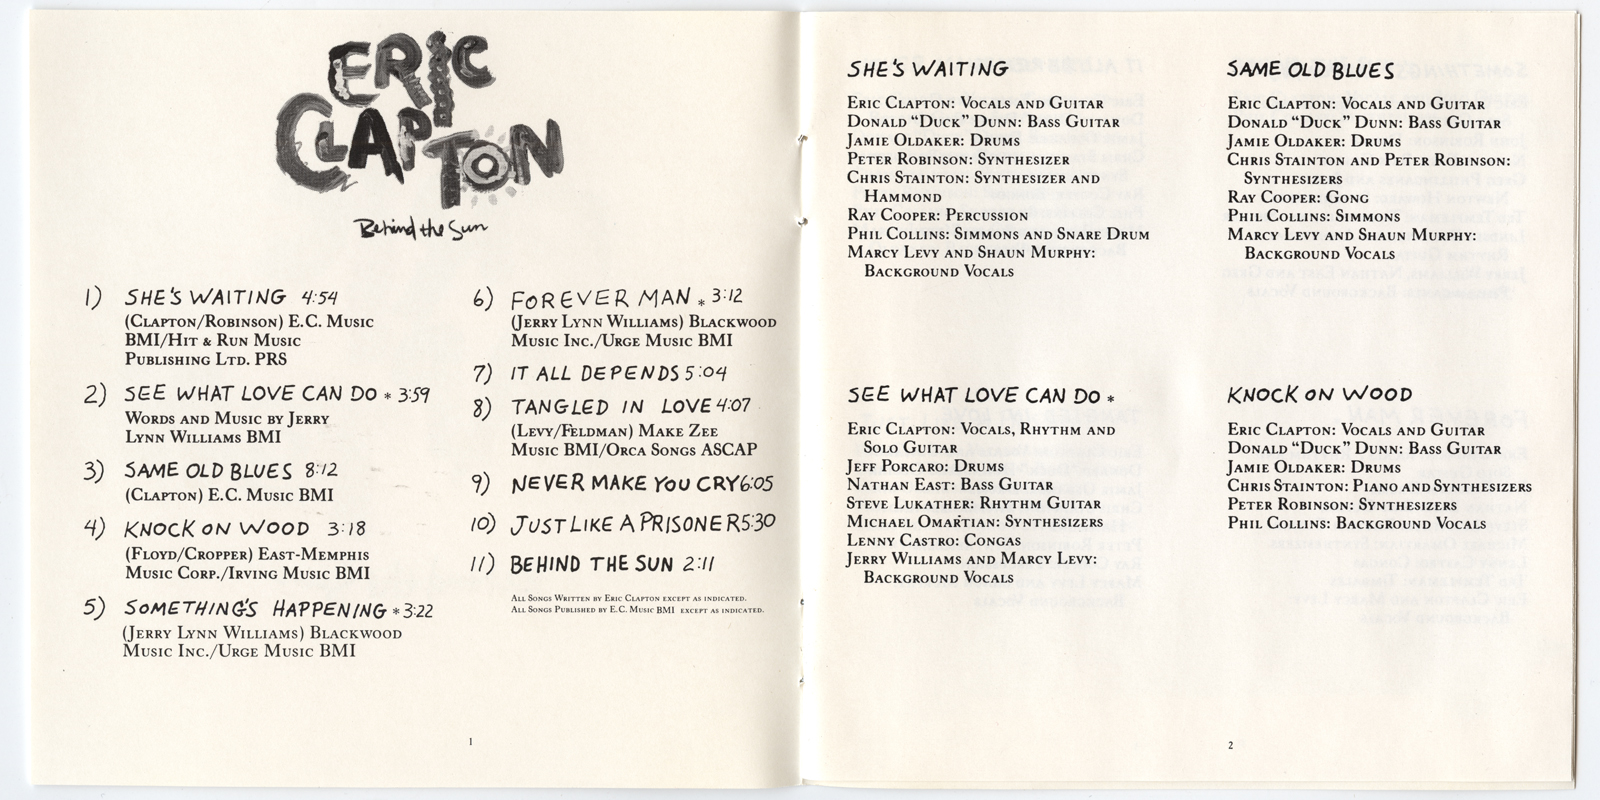 ERIC
CLAPTON
Behind the Sun
1) SHE'S WAITING 4:54
(CLAPTON/ROBINSON) E.C. MUSIC
BMI/HIT & RUN MUSIC
PUBLISHING LTD. PRS
2) SEE WHAT LOVE CAN DO * 3:59
WORDS AND MUSIC BY JERRY
LYNN WILLIAMS BMI
3) SAME OLD BLUES 8:12
(CLAPTON) E.C. MUSIC BMI
4) KNOCK ON WOOD 3:18
(FLOYD/CROPPER) EAST-MEMPHIS
MUSIC CORP./IRVING MUSIC BMI
5) SOMETHING'S HAPPENING * 3:22
(JERRY LYNN WILLIAMS) BLACKWOOD
MUSIC INC./URGE MUSIC BMI
6) FOREVER MAN * 3:12
(JERRY LYNN WILLIAMS) BLACKWOOD
MUSIC INC./URGE MUSIC BMI
7) IT ALL DEPENDS 5:04
8) TANGLED IN LOVE 4:07
(LEVY/FELDMAN) MAKE ZEE
MUSIC BMI/ORCA SONGS ASCAP
9) NEVER MAKE YOU CRY 6:05
10) JUST LIKE A PRISONER 5:30
11) BEHIND THE SUN 2:11
ALL SONGS WRITTEN BY ERIC CLAPTON EXCEPT AS INDICATED.
ALL SONGS PUBLISHED BY E.C. MUSIC BMI EXCEPT AS INDICATED.
1
SHE'S WAITING
ERIC CLAPTON: VOCALS AND GUITAR
DONALD “DUCK” DUNN: BASS GUITAR
JAMIE OLDAKER: DRUMS
PETER ROBINSON: SYNTHESIZER
CHRIS STAINTON: SYNTHESIZER AND
HAMMOND
RAY COOPER: PERCUSSION
PHIL COLLINS: SIMMONS AND SNARE DRUM
MARCY LEVY AND SHAUN MURPHY:
BACKGROUND VOCALS
SEE WHAT LOVE CAN DO *
ERIC CLAPTON: VOCALS, RHYTHM AND
SOLO GUITAR
JEFF PORCARO: DRUMS
NATHAN EAST: BASS GUITAR
STEVE LUKATHER: RHYTHM GUITAR
MICHAEL OMARTIAN: SYNTHESIZERS
LENNY CASTRO: CONGAS
JERRY WILLIAMS AND MARCY LEVY:
BACKGROUND VOCALS
SAME OLD BLUES
ERIC CLAPTON: VOCALS AND GUITAR
DONALD “DUCK” DUNN: BASS GUITAR
JAMIE OLDAKER: DRUMS
CHRIS STAINTON AND PETER ROBINSON:
SYNTHESIZERS
RAY COOPER: GONG
PHIL COLLINS: SIMMONS
MARCY LEVY AND SHAUN MURPHY:
BACKGROUND VOCALS
KNOCK ON WOOD
ERIC CLAPTON: VOCALS AND GUITAR
DONALD “DUCK” DUNN: BASS GUITAR
JAMIE OLDAKER: DRUMS
CHRIS STAINTON: PIANO AND SYNTHESIZERS
PETER ROBINSON: SYNTHESIZERS
PHIL COLLINS: BACKGROUND VOCALS
2